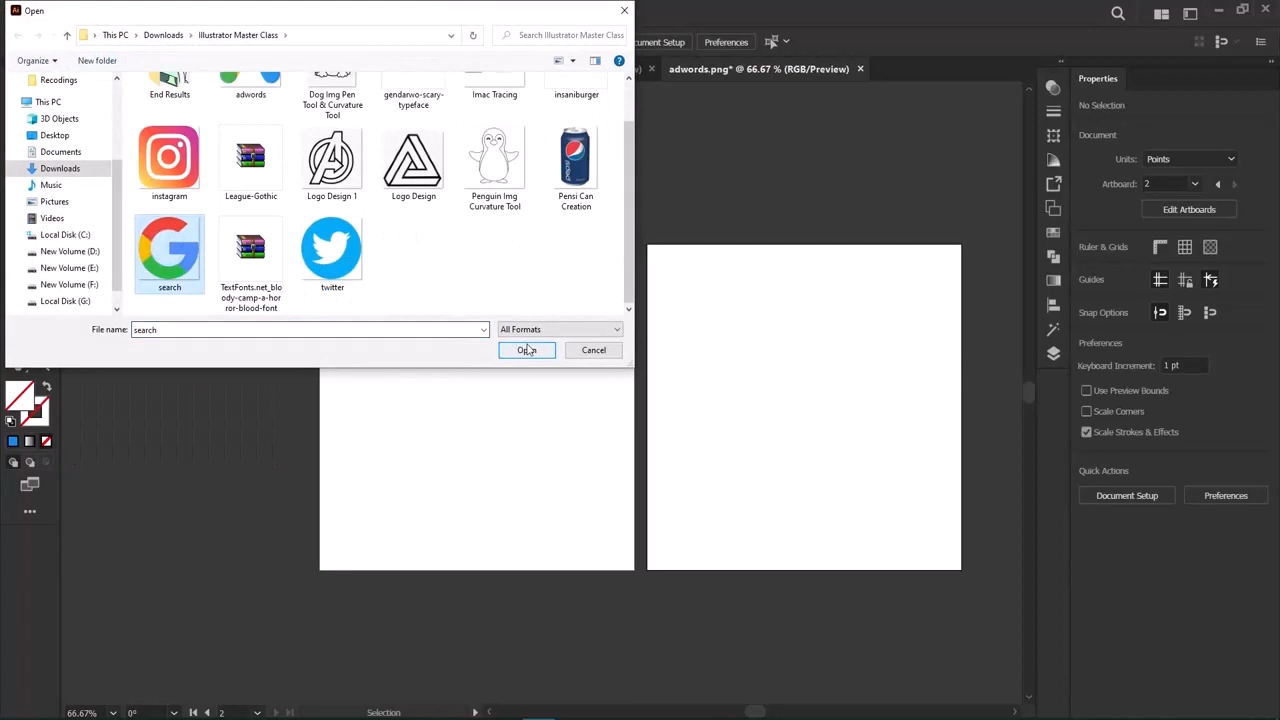 Open
This PC > Downloads > Illustrator Master Class >
Search Illustrator Master Class
Document Setup
Preferences
adwords.png* @ 66.67 % (RGB/Preview)
Organize
New folder
Recodings
This PC
3D Objects
Desktop
Documents
Downloads
Music
Pictures
Videos
Local Disk (C:)
New Volume (D:)
New Volume (E:)
New Volume (F:)
Local Disk (G:)
End Results
adwords
Dog Img Pen
Tool & Curvature
Tool
gendarwo-scary-
typeface
Imac Tracing
insaniburger
instagram
League-Gothic
Logo Design 1
Logo Design
Penguin Img
Curvature Tool
Pensi Can
Creation
search
TextFonts.net_blo
ody-camp-a-hor
ror-blood-font
twitter
File name:
search
All Formats
Open
Cancel
Properties
No Selection
Document
Units:
Points
Artboard:
2
Edit Artboards
Ruler & Grids
Guides
Snap Options
Preferences
Keyboard Increment:
1 pt
Use Preview Bounds
Scale Corners
Scale Strokes & Effects
Quick Actions
Document Setup
Preferences
66.67%
0°
2
Selection